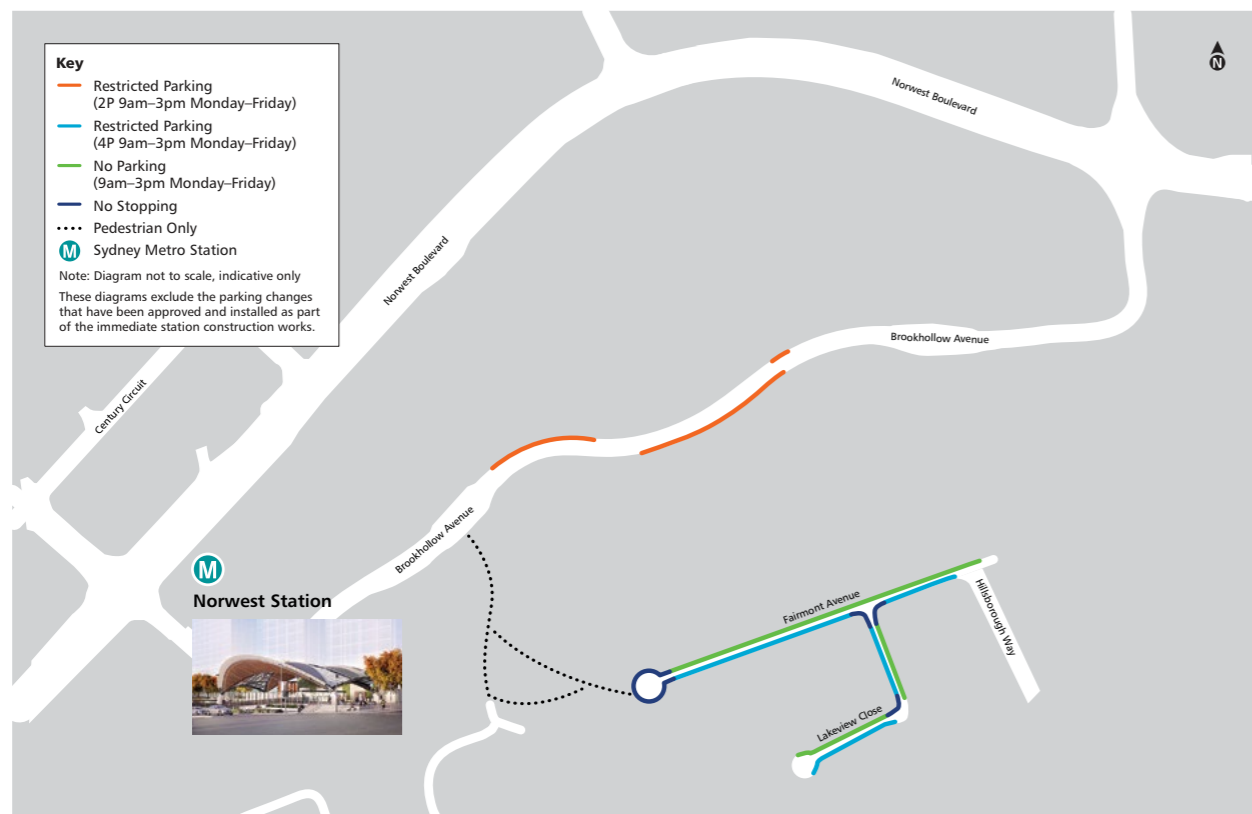 Key
Restricted Parking
(2P 9am–3pm Monday–Friday)
Restricted Parking
(4P 9am–3pm Monday–Friday)
No Parking
(9am–3pm Monday–Friday)
No Stopping
Pedestrian Only
M Sydney Metro Station
Note: Diagram not to scale, indicative only
These diagrams exclude the parking changes
that have been approved and installed as part
of the immediate station construction works.
N
Norwest Boulevard
Norwest Boulevard
Brookhollow Avenue
Century Circuit
Brookhollow Avenue
M
Norwest Station
Fairmont Avenue
Hillsborough Way
Lakeview Close